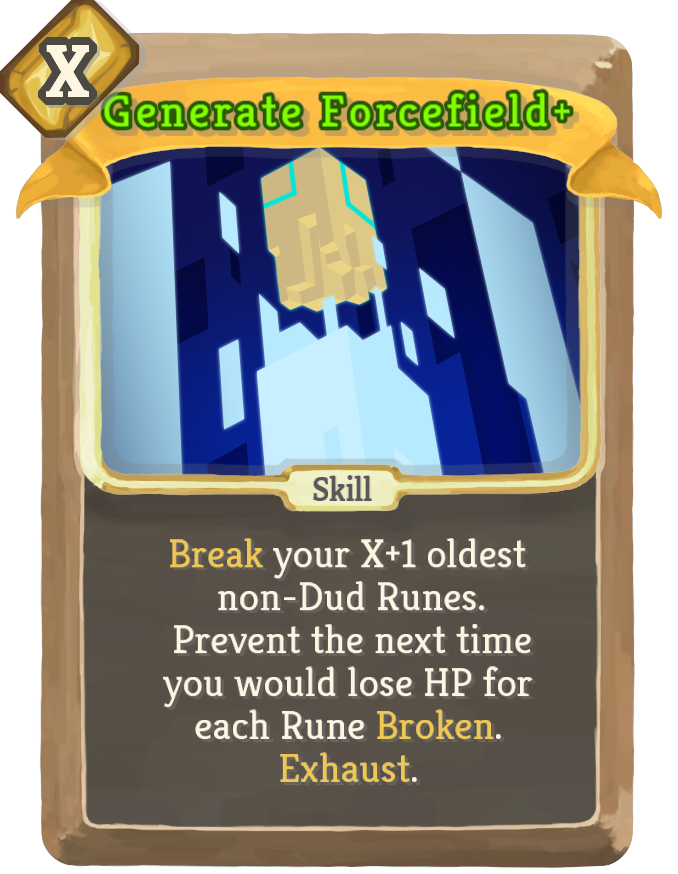 X
Generate Forcefield+
Skill
Break your X+1 oldest
non-Dud Runes.
Prevent the next time
you would lose HP for
each Rune Broken.
Exhaust.